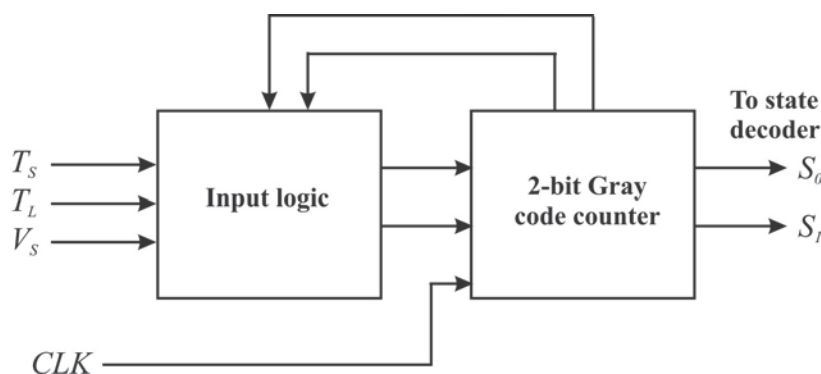 To state
decoder
T_S
T_L
V_S
Input logic
2-bit Gray
code counter
S_0
S_1
CLK